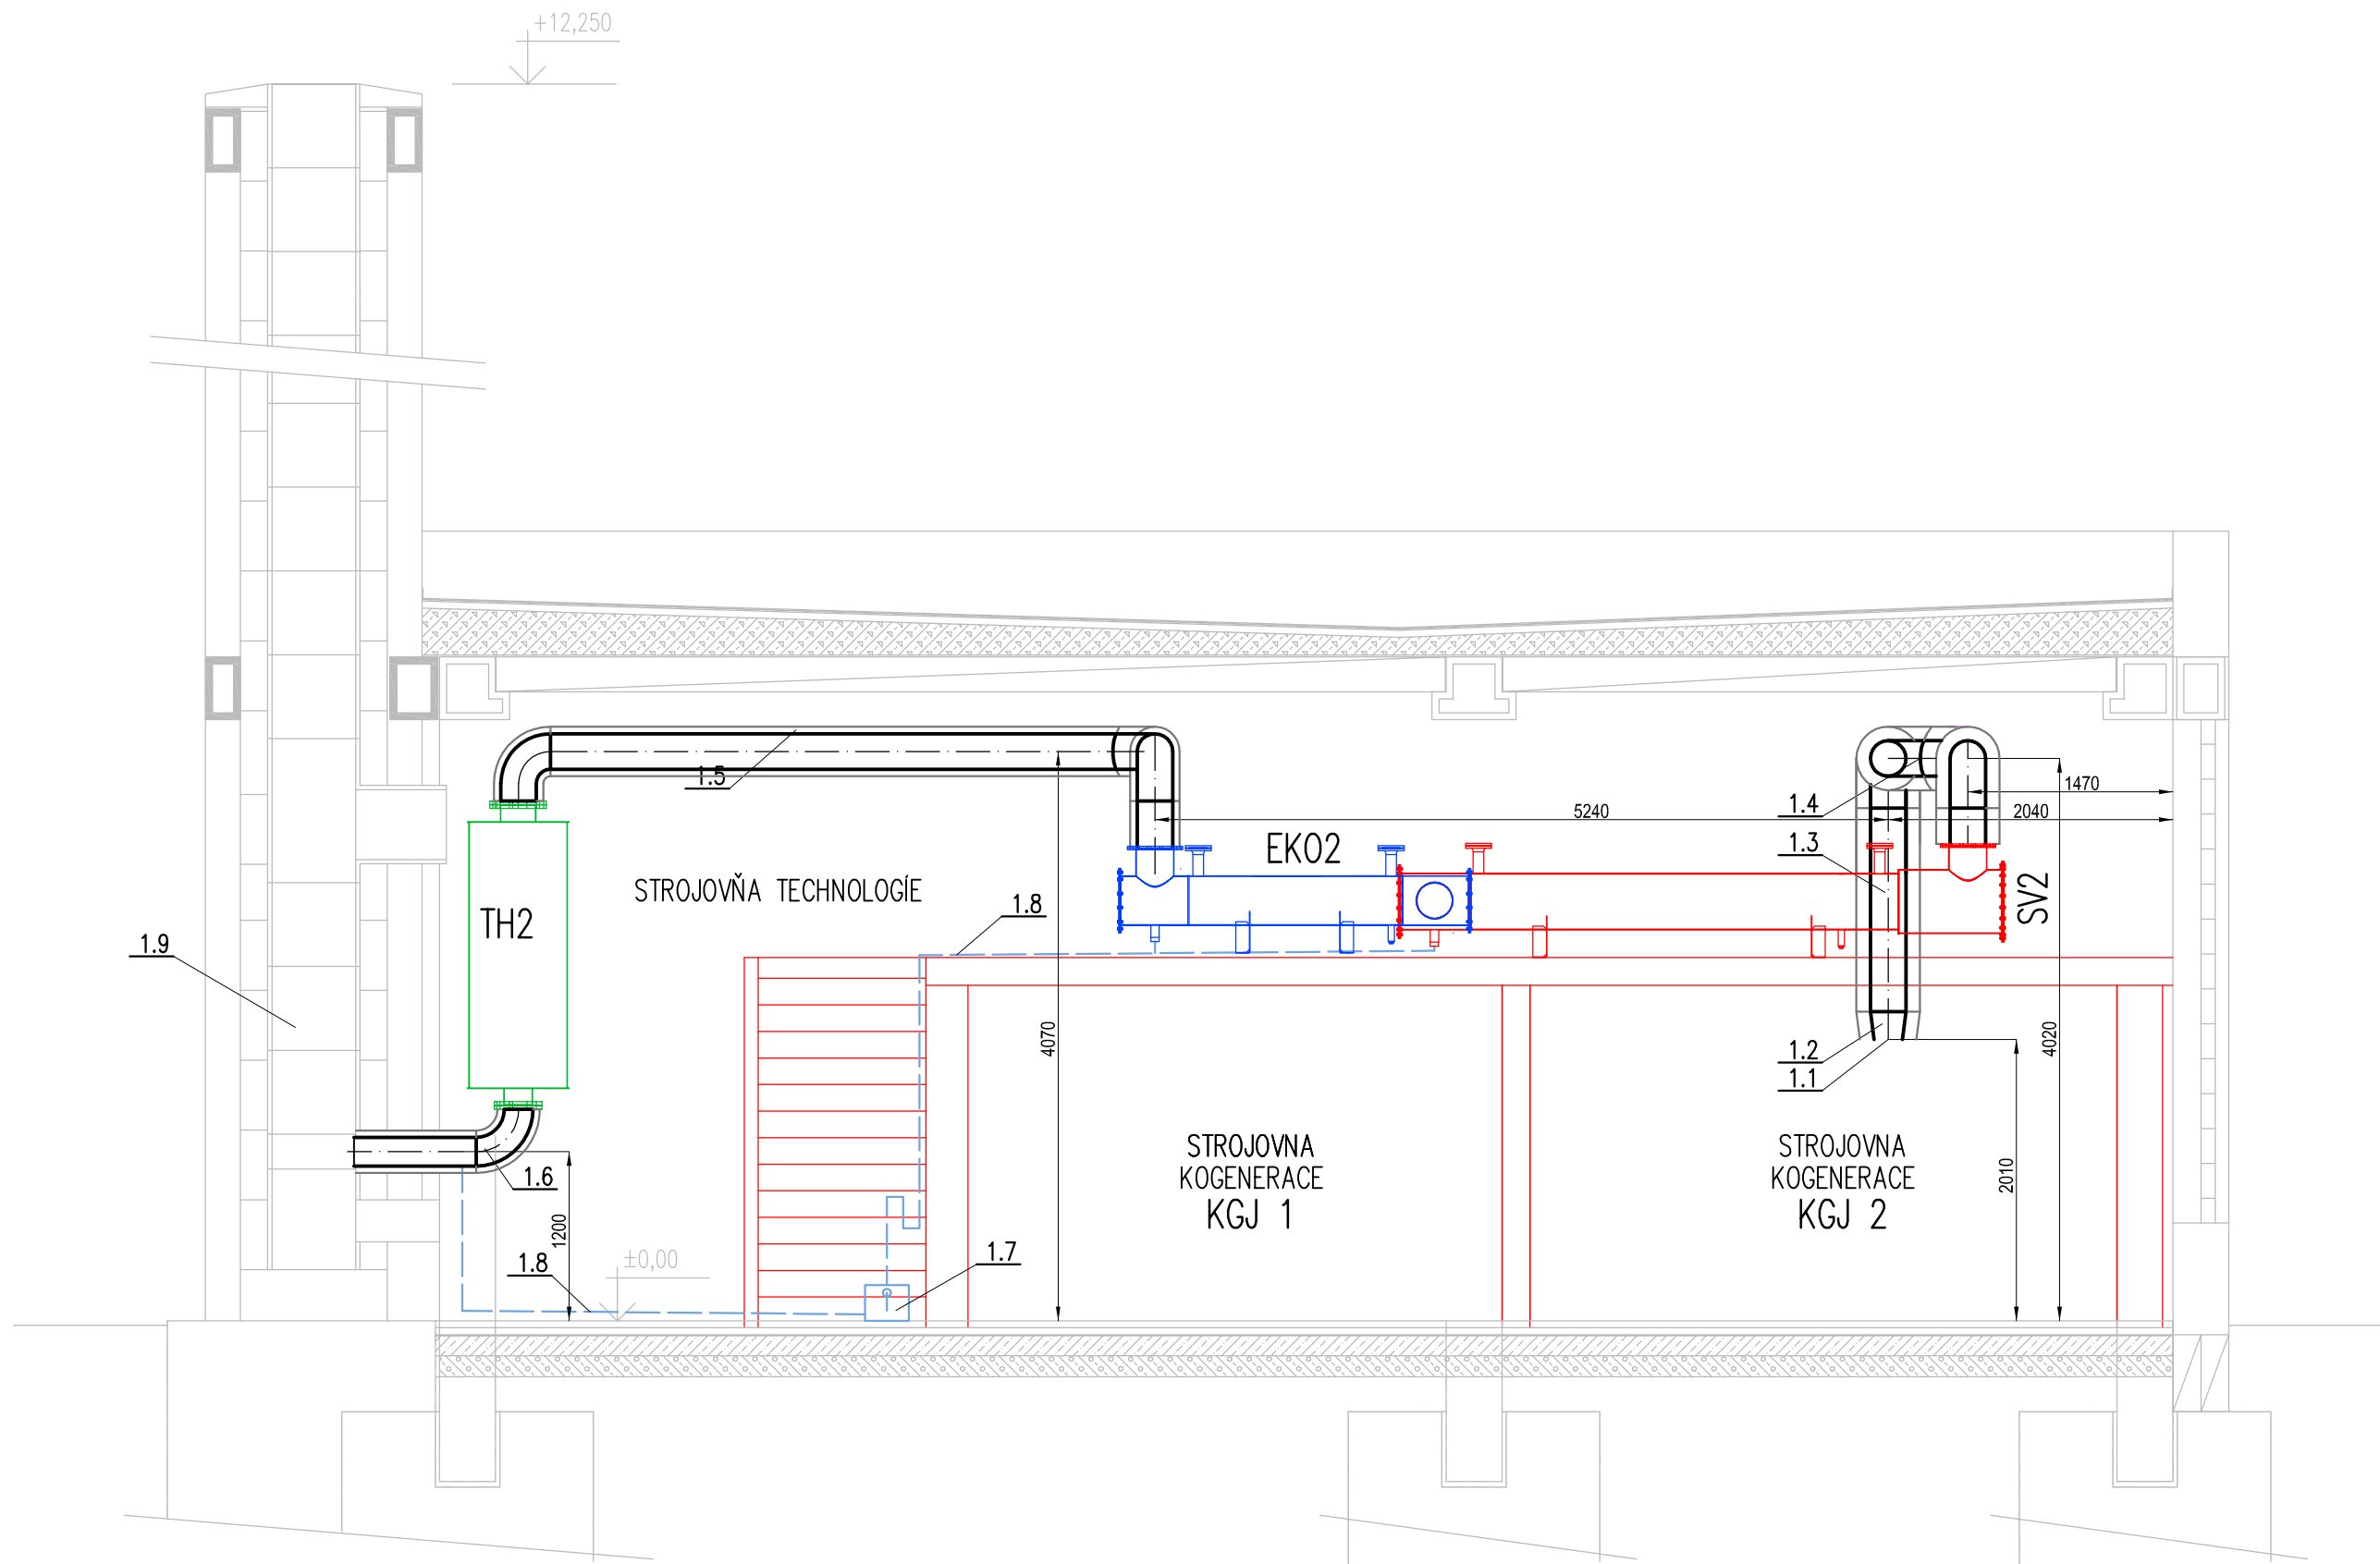 +12,250
1.5
5240
1470
2040
1.4
1.3
EKO2
SV2
STROJOVŇA TECHNOLOGÍE
TH2
1.8
1.9
4070
4020
1.2
1.1
STROJOVNA
KOGENERACE
KGJ 1
STROJOVNA
KOGENERACE
KGJ 2
2010
1.6
1200
1.8
±0,00
1.7